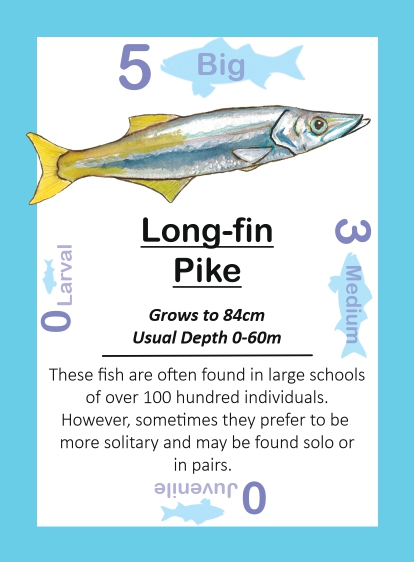 5 Big
Long-fin
Pike
3 Medium
0 Larval
Grows to 84cm
Usual Depth 0-60m
These fish are often found in large schools
of over 100 hundred individuals.
However, sometimes they prefer to be
more solitary and may be found solo or
in pairs.
0 Juvenile